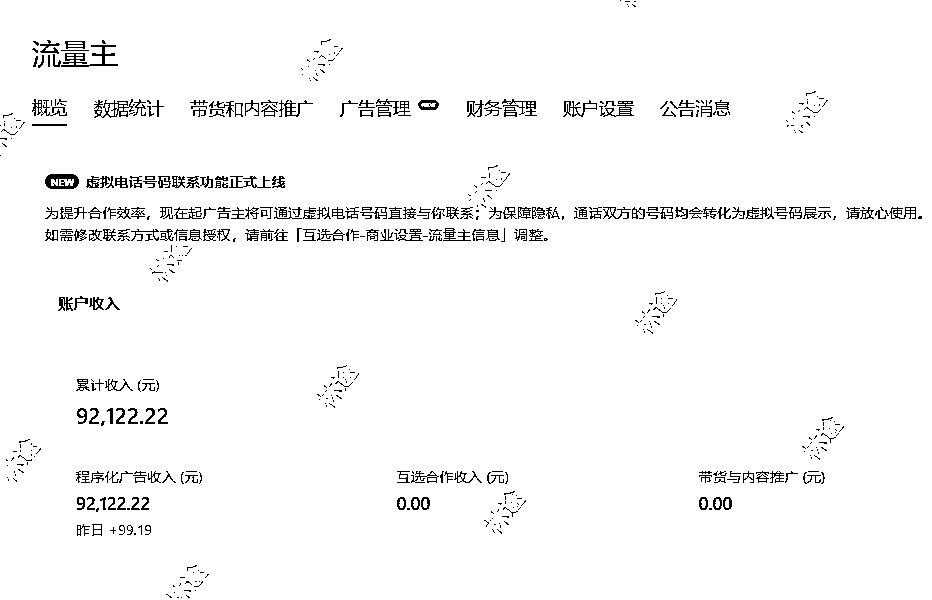 流量主
概览 数据统计 带货和内容推广 广告管理 财务管理 账户设置 公告消息
NEW 虚拟电话号码联系功能正式上线
为提升合作效率，现在起广告主将可通过虚拟电话号码直接与你联系；为保障隐私，通话双方的号码均会转化为虚拟号码展示，请放心使用。
如需修改联系方式或信息授权，请前往「互选合作-商业设置-流量主信息」调整。
账户收入
累计收入 (元)
92,122.22
程序化广告收入 (元) 互选合作收入 (元) 带货与内容推广 (元)
92,122.22 0.00 0.00
昨日 +99.19